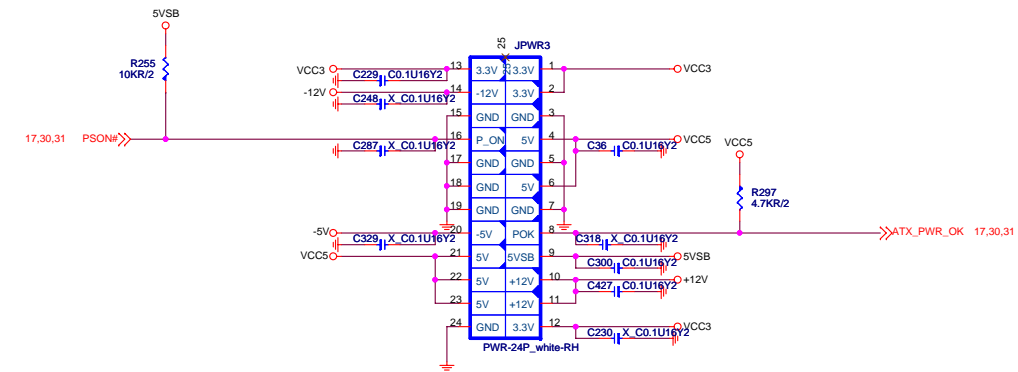 5VSB
R255
10KR/2
17,30,31 PSON#
25
JPWR3
25
VCC3
C229 C0.1U16Y2
13 3.3V 3.3V 1
VCC3
-12V
C248 X_C0.1U16Y2
14 -12V 3.3V 2
15 GND GND 3
C287 X_C0.1U16Y2
16 P_ON 5V 4
VCC5
C36 C0.1U16Y2
17 GND GND 5
18 GND 5V 6
19 GND GND 7
VCC5
R297
4.7KR/2
-5V
C329 X_C0.1U16Y2
20 -5V POK 8
C318 X_C0.1U16Y2
ATX_PWR_OK 17,30,31
VCC5
21 5V 5VSB 9
5VSB
C300 C0.1U16Y2
22 5V +12V 10
+12V
C427 C0.1U16Y2
23 5V +12V 11
24 GND 3.3V 12
VCC3
C230 X_C0.1U16Y2
PWR-24P_white-RH